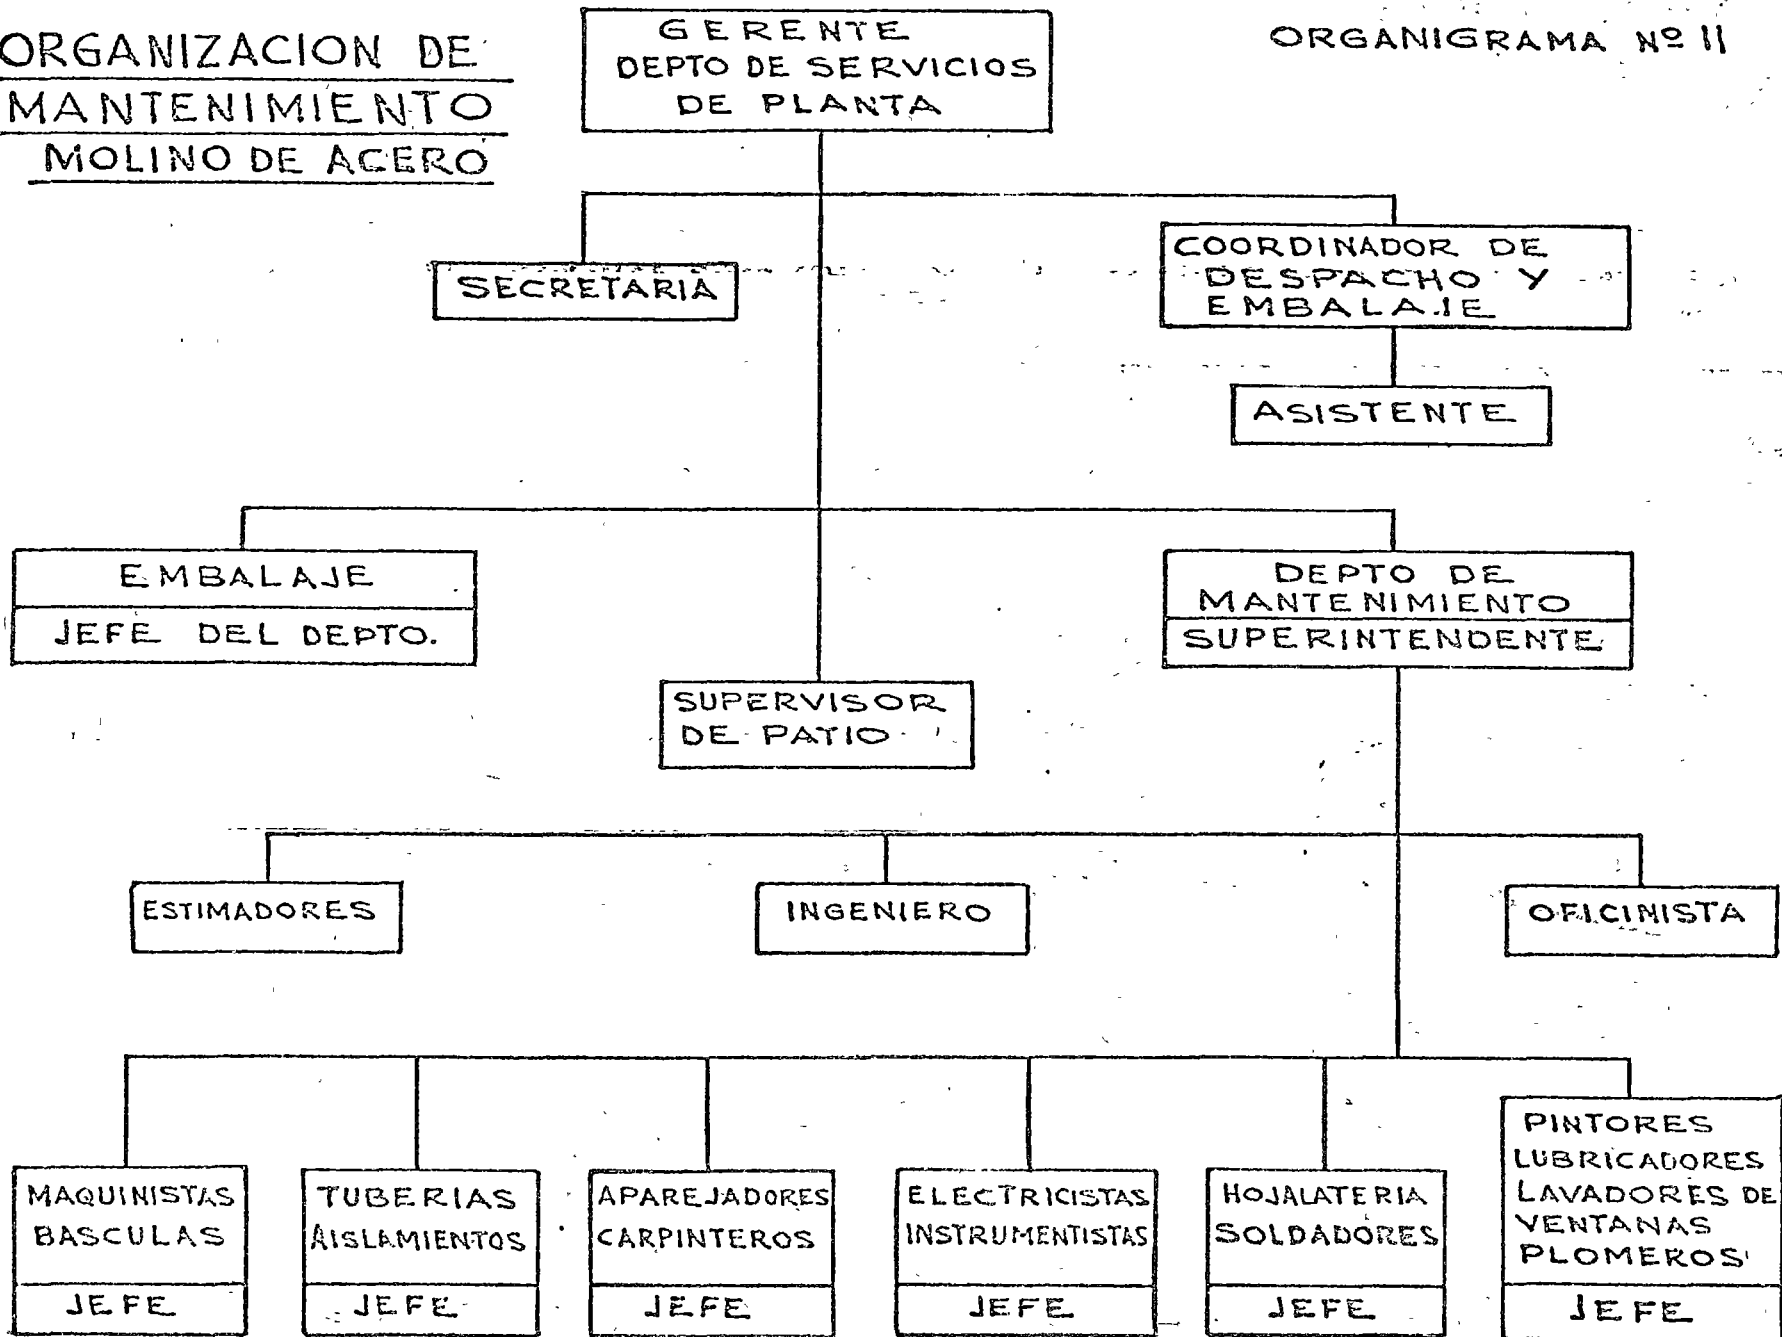 ORGANIZACION DE
MANTENIMIENTO
MOLINO DE ACERO
GERENTE
DEPTO DE SERVICIOS
DE PLANTA
ORGANIGRAMA Nº 11
SECRETARIA
COORDINADOR DE
DESPACHO Y
EMBALAJE
ASISTENTE
EMBALAJE
JEFE DEL DEPTO.
DEPTO DE
MANTENIMIENTO
SUPERINTENDENTE
SUPERVISOR
DE PATIO
ESTIMADORES
INGENIERO
OFICINISTA
MAQUINISTAS
BASCULAS
JEFE
TUBERIAS
AISLAMIENTOS
JEFE
APAREJADORES
CARPINTEROS
JEFE
ELECTRICISTAS
INSTRUMENTISTAS
JEFE
HOJALATERIA
SOLDADORES
JEFE
PINTORES
LUBRICADORES
LAVADORES DE
VENTANAS
PLOMEROS
JEFE